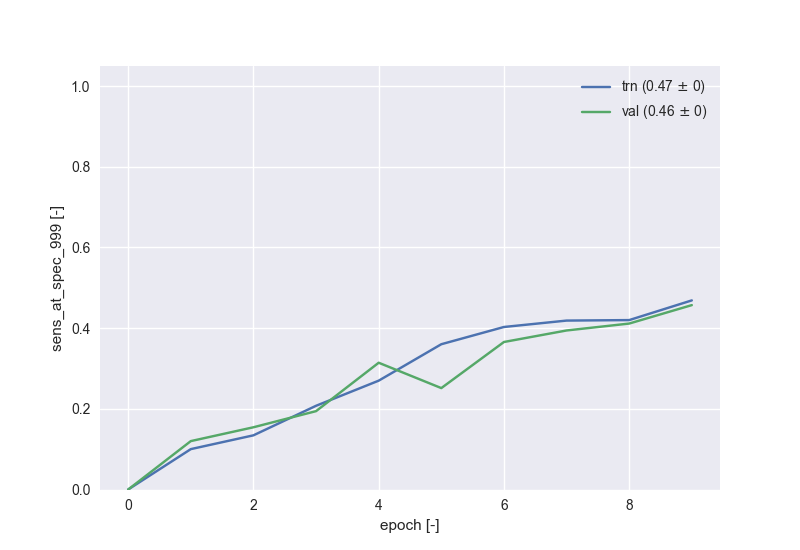 trn (0.47 ± 0)
val (0.46 ± 0)
1.0
0.8
0.6
0.4
0.2
0.0
sens_at_spec_999 [-]
0 2 4 6 8
epoch [-]